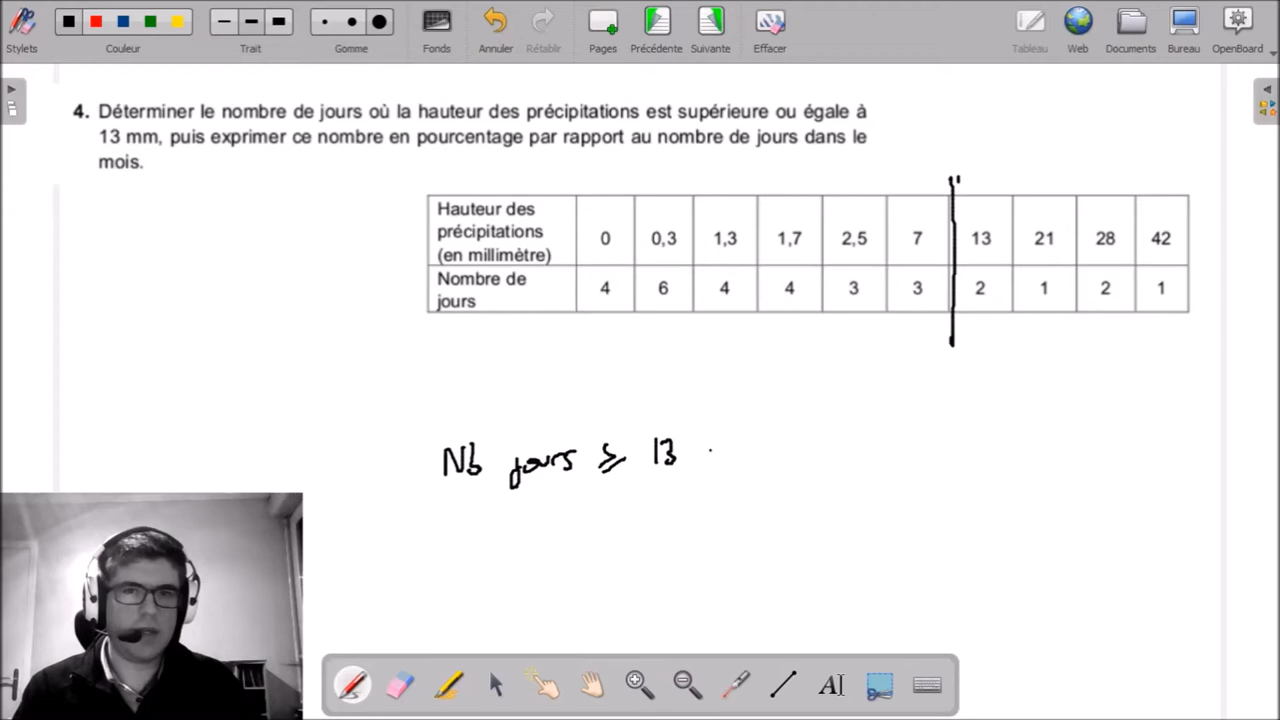 Stylets Couleur Trait Gomme Fonds Annuler Rétablir Pages Précédente Suivante Effacer Tableau Web Documents Bureau OpenBoard
4. Déterminer le nombre de jours où la hauteur des précipitations est supérieure ou égale à
13 mm, puis exprimer ce nombre en pourcentage par rapport au nombre de jours dans le
mois.
Hauteur des
précipitations
(en millimètre)
0 0,3 1,3 1,7 2,5 7 13 21 28 42
Nombre de
jours
4 6 4 4 3 3 2 1 2 1
Nb jours ⩾ 13
AI